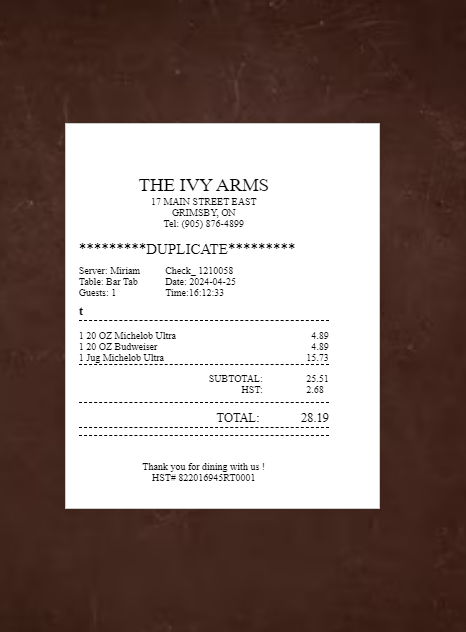 THE IVY ARMS
17 MAIN STREET EAST
GRIMSBY, ON
Tel: (905) 876-4899
*********DUPLICATE*********
Server: Miriam Check_ 1210058
Table: Bar Tab Date: 2024-04-25
Guests: 1 Time:16:12:33
t
1 20 OZ Michelob Ultra 4.89
1 20 OZ Budweiser 4.89
1 Jug Michelob Ultra 15.73
SUBTOTAL: 25.51
HST: 2.68
TOTAL: 28.19
Thank you for dining with us !
HST# 822016945RT0001